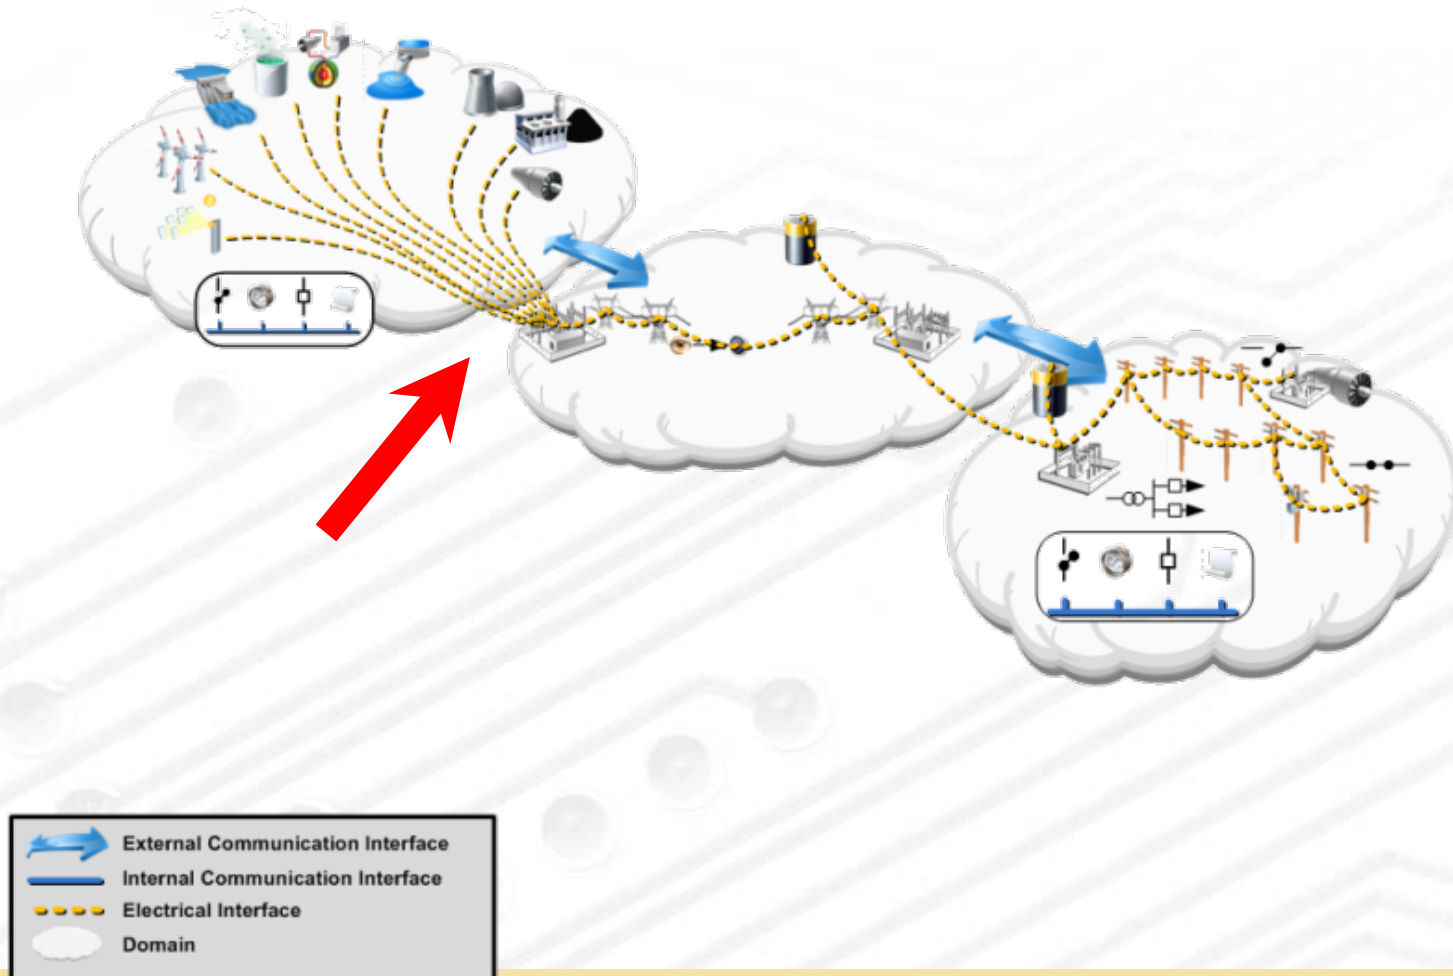 External Communication Interface
Internal Communication Interface
Electrical Interface
Domain